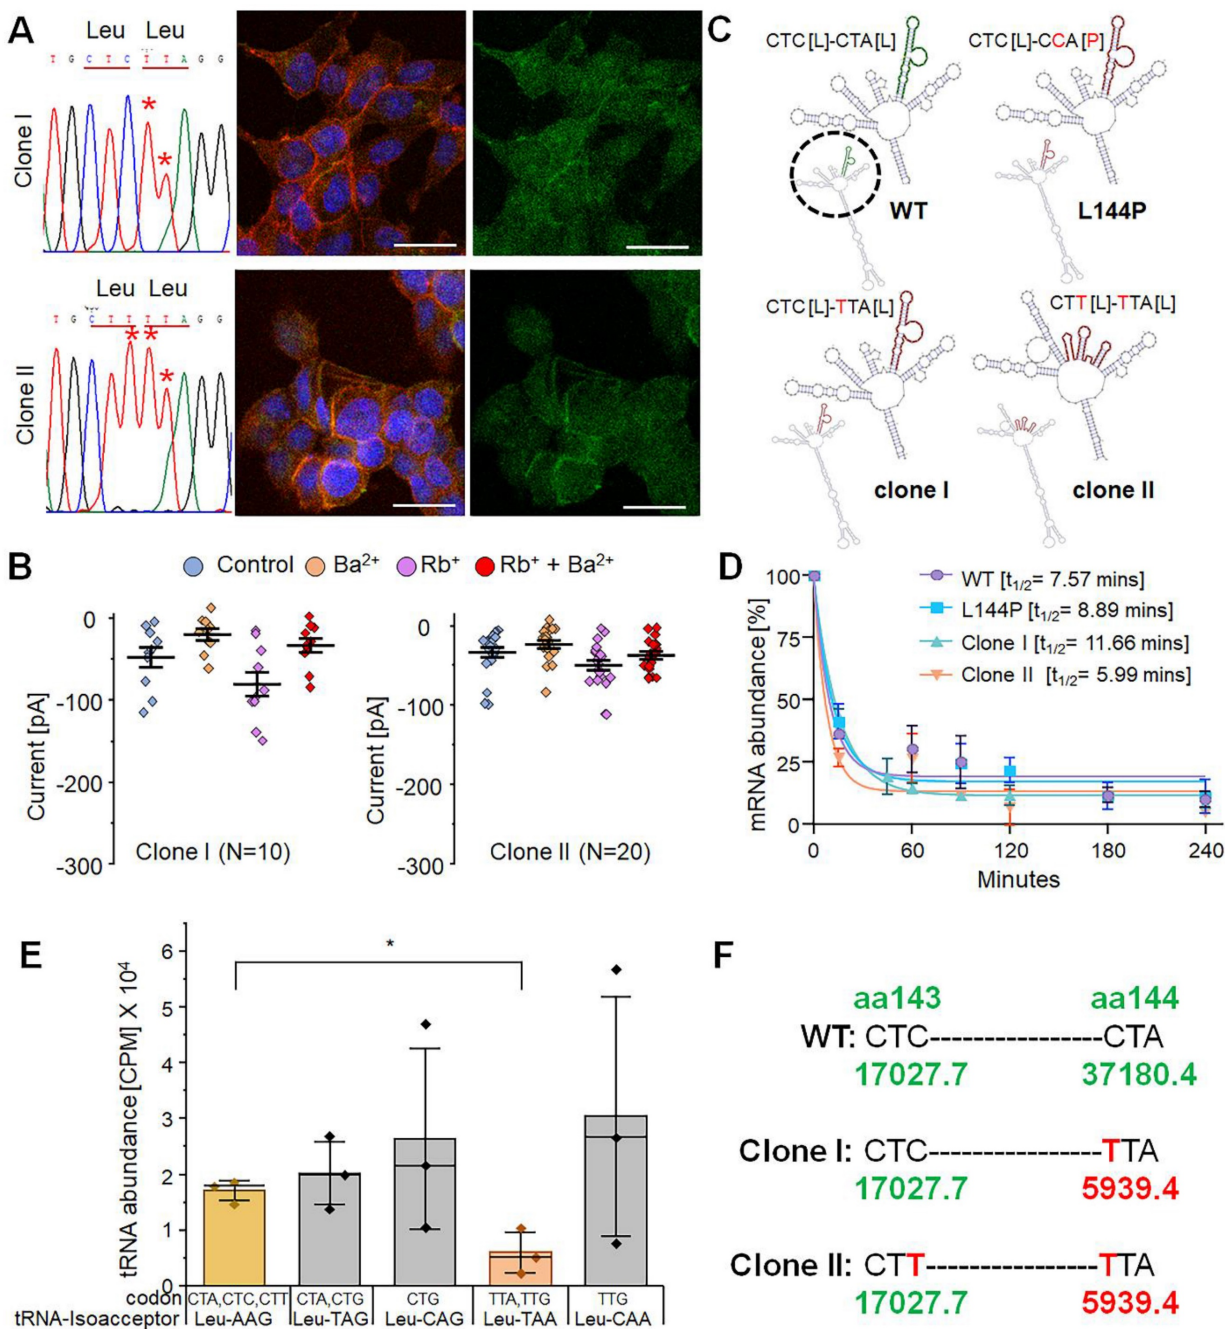 A
Leu Leu
T G C T C T T A G G
Clone I
Leu Leu
T G C T T T T A G G
Clone II
C
CTC[L]-CTA[L]
CTC[L]-CCA[P]
WT
L144P
CTC[L]-TTA[L]
CTT[L]-TTA[L]
clone I
clone II
B
Control Ba²⁺ Rb⁺ Rb⁺ + Ba²⁺
Current [pA]
0
-100
-200
-300
Clone I (N=10)
Current [pA]
0
-100
-200
-300
Clone II (N=20)
D
mRNA abundance [%]
100
75
50
25
0
WT [t1/2= 7.57 mins]
L144P [t1/2= 8.89 mins]
Clone I [t1/2= 11.66 mins]
Clone II [t1/2= 5.99 mins]
0 60 120 180 240
Minutes
E
tRNA abundance [CPM] X 10⁴
6
5
4
3
2
1
0
*
codon CTA,CTC,CTT CTA,CTG CTG TTA,TTG TTG
tRNA-Isoacceptor Leu-AAG Leu-TAG Leu-CAG Leu-TAA Leu-CAA
F
aa143 aa144
WT: CTC-----------------CTA
17027.7 37180.4
Clone I: CTC-----------------TTA
17027.7 5939.4
Clone II: CTT-----------------TTA
17027.7 5939.4